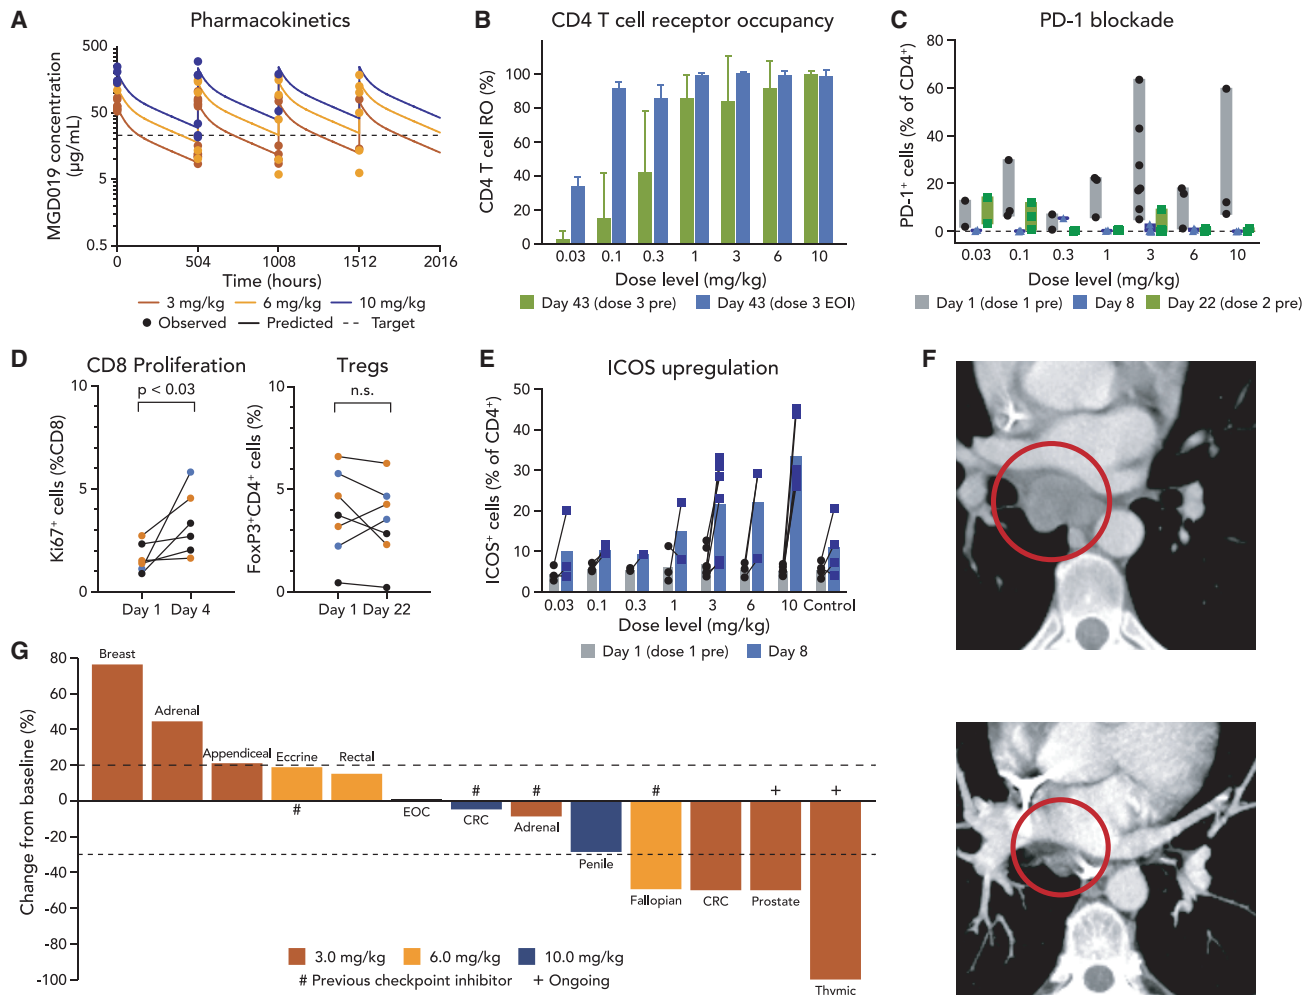 A
Pharmacokinetics
MGD019 concentration
(µg/mL)
500
50
5
0.5
0
504
1008
1512
2016
Time (hours)
3 mg/kg
6 mg/kg
10 mg/kg
Observed
Predicted
Target
B
CD4 T cell receptor occupancy
CD4 T cell RO (%)
100
80
60
40
20
0
0.03
0.1
0.3
1
3
6
10
Dose level (mg/kg)
Day 43 (dose 3 pre)
Day 43 (dose 3 EOI)
C
PD-1 blockade
PD-1⁺ cells (% of CD4⁺)
80
60
40
20
0
0.03
0.1
0.3
1
3
6
10
Dose level (mg/kg)
Day 1 (dose 1 pre)
Day 8
Day 22 (dose 2 pre)
D
CD8 Proliferation
Ki67⁺ cells (%CD8)
10
5
0
p < 0.03
Day 1
Day 4
Tregs
FoxP3⁺CD4⁺ cells (%)
10
5
0
n.s.
Day 1
Day 22
E
ICOS upregulation
ICOS⁺ cells (% of CD4⁺)
50
40
30
20
10
0
0.03
0.1
0.3
1
3
6
10
Control
Dose level (mg/kg)
Day 1 (dose 1 pre)
Day 8
F
G
Change from baseline (%)
80
60
40
20
0
-20
-40
-60
-80
-100
Breast
Adrenal
Appendiceal
Eccrine
#
Rectal
EOC
#
CRC
#
Adrenal
Penile
#
Fallopian
CRC
+
Prostate
+
Thymic
3.0 mg/kg
6.0 mg/kg
10.0 mg/kg
# Previous checkpoint inhibitor
+ Ongoing